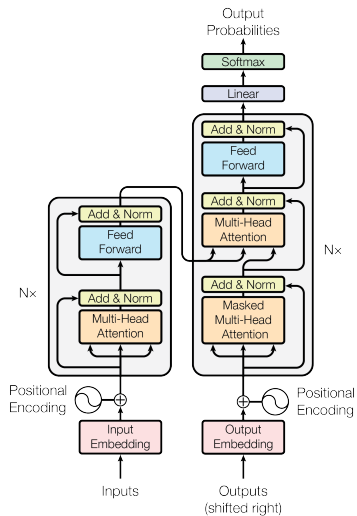 Output
Probabilities
Softmax
Linear
Add & Norm
Feed
Forward
Add & Norm
Multi-Head
Attention
Add & Norm
Masked
Multi-Head
Attention
Nx
Positional
Encoding
Output
Embedding
Outputs
(shifted right)
Add & Norm
Feed
Forward
Add & Norm
Multi-Head
Attention
Nx
Positional
Encoding
Input
Embedding
Inputs